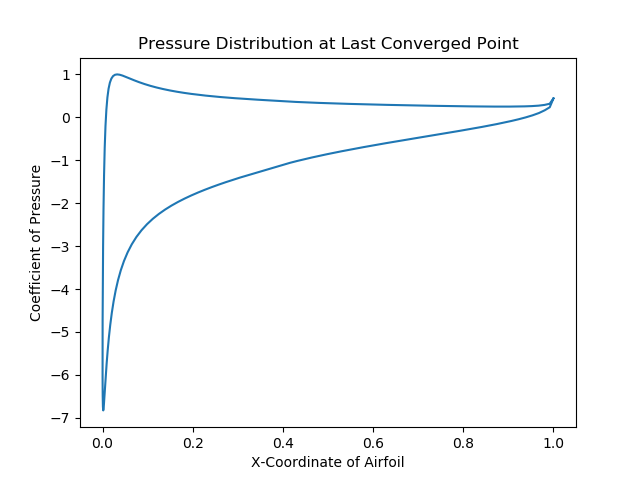 Pressure Distribution at Last Converged Point
1
0
−1
−2
−3
−4
−5
−6
−7
Coefficient of Pressure
0.0 0.2 0.4 0.6 0.8 1.0
X-Coordinate of Airfoil